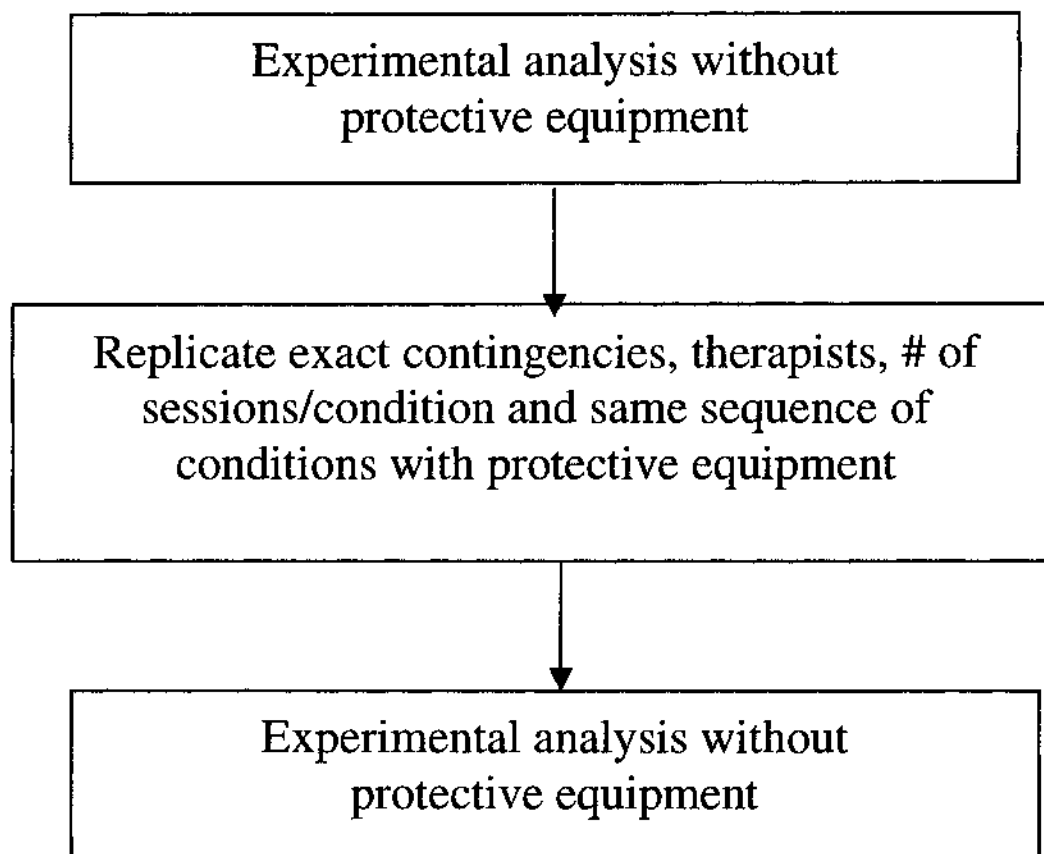 Experimental analysis without
protective equipment
Replicate exact contingencies, therapists, # of
sessions/condition and same sequence of
conditions with protective equipment
Experimental analysis without
protective equipment